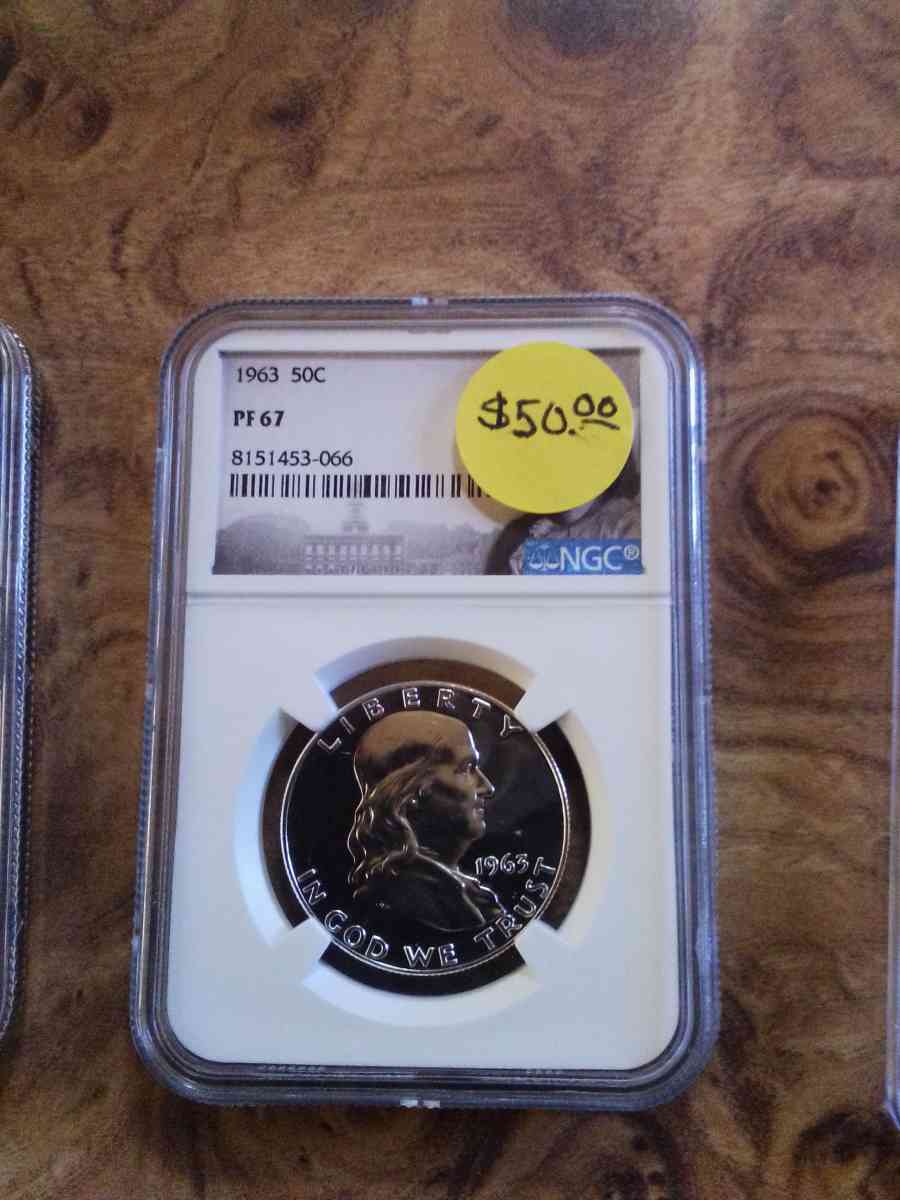 1963 50C
PF 67
8151453-066
$50.00
NGC®
LIBERTY
1963
IN GOD WE TRUST